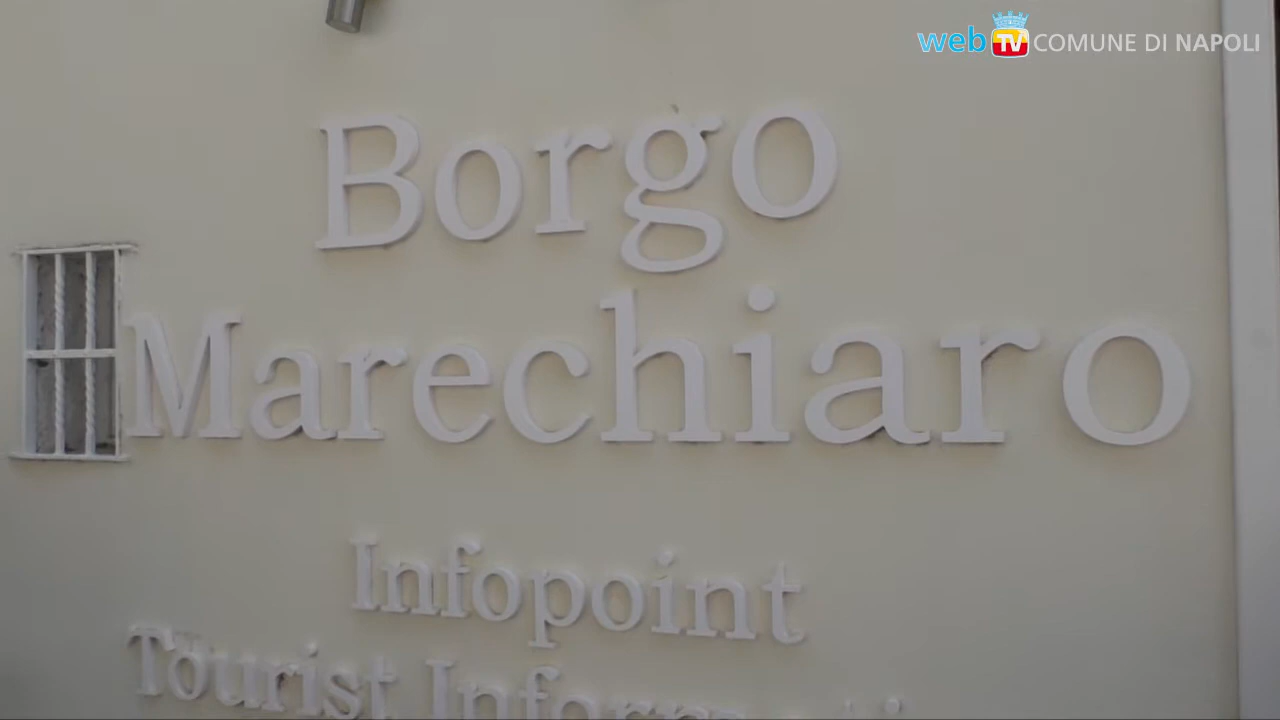 web TV COMUNE DI NAPOLI
Borgo
Marechiaro
Infopoint
Tourist